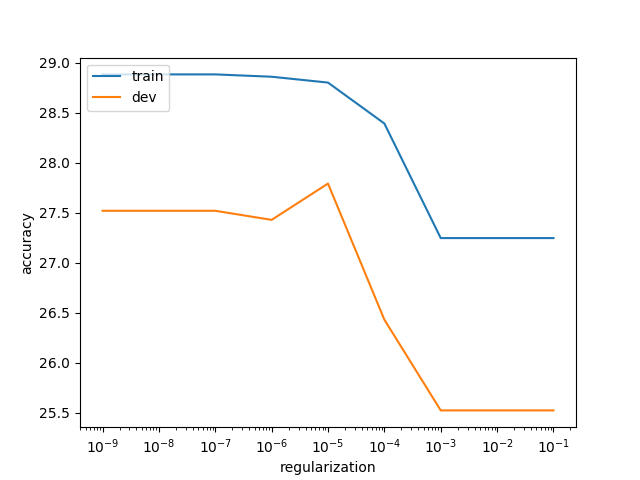 29.0
28.5
28.0
27.5
27.0
26.5
26.0
25.5
accuracy
train
dev
10⁻⁹ 10⁻⁸ 10⁻⁷ 10⁻⁶ 10⁻⁵ 10⁻⁴ 10⁻³ 10⁻² 10⁻¹
regularization